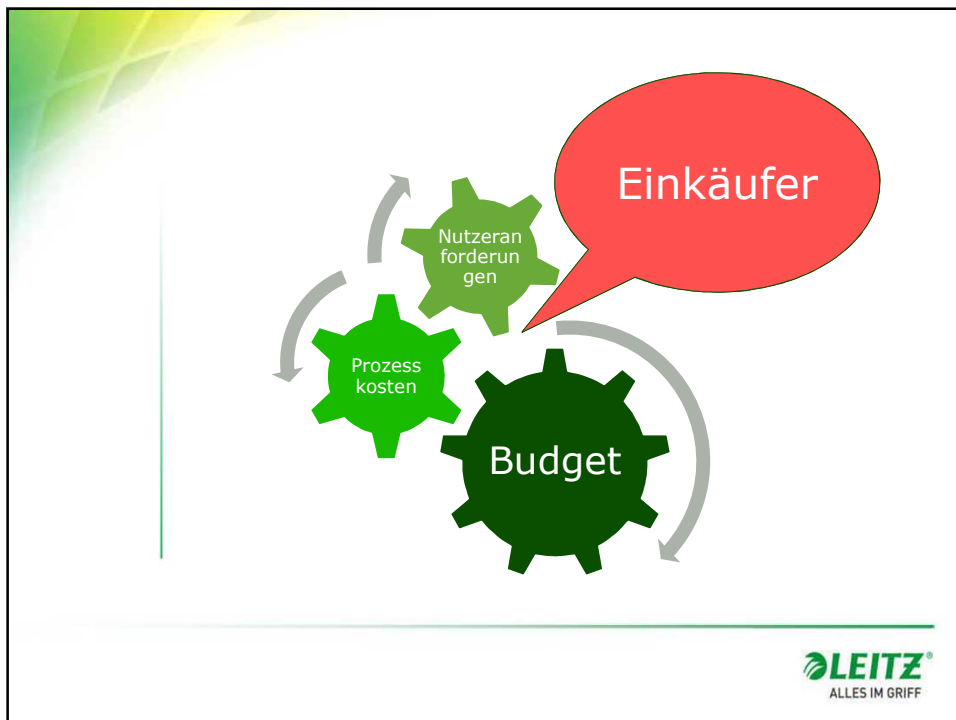 Einkäufer
Nutzeran
forderun
gen
Prozess
kosten
Budget
LEITZ®
ALLES IM GRIFF